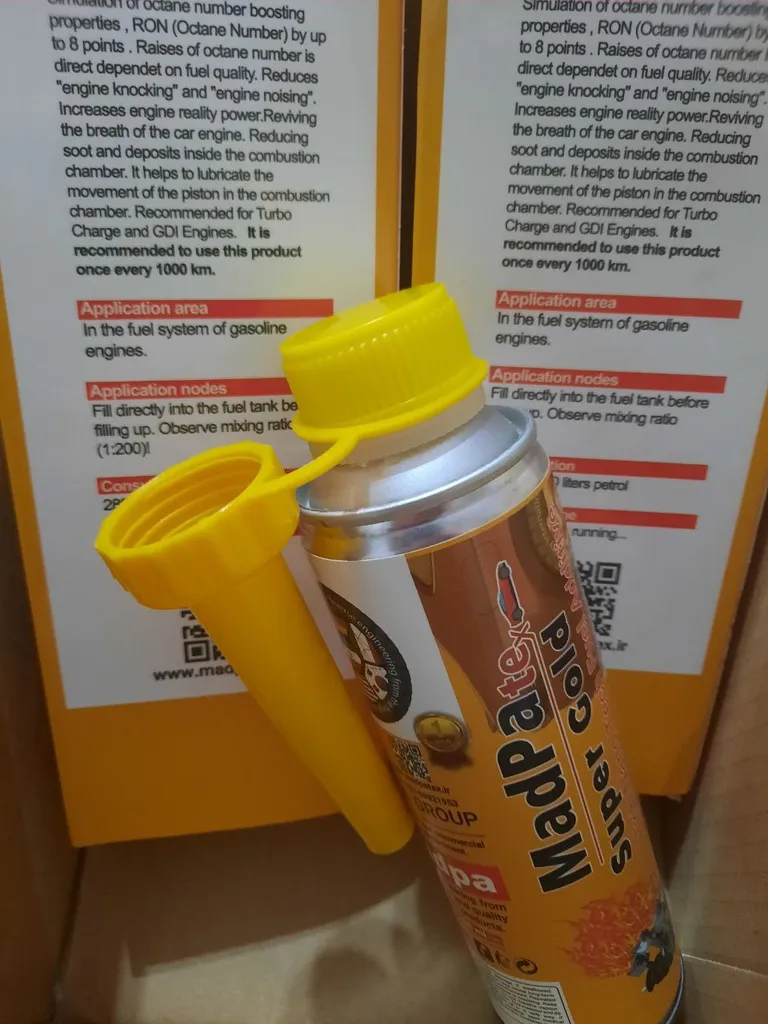 Simulation of octane number boosting
properties , RON (Octane Number) by up
to 8 points . Raises of octane number is
direct dependet on fuel quality. Reduces
"engine knocking" and "engine noising".
Increases engine reality power.Reviving
the breath of the car engine. Reducing
soot and deposits inside the combustion
chamber. It helps to lubricate the
movement of the piston in the combustion
chamber. Recommended for Turbo
Charge and GDI Engines. It is
recommended to use this product
once every 1000 km.
Application area
In the fuel system of gasoline
engines.
Application nodes
Fill directly into the fuel tank be
filling up. Observe mixing ratio
(1:200)!
Cons
28
www.mad
Simulation of octane number boosting
properties , RON (Octane Number) by
to 8 points . Raises of octane number
direct dependet on fuel quality. Reduces
"engine knocking" and "engine noising".
Increases engine reality power.Reviving
the breath of the car engine. Reducing
soot and deposits inside the combustion
chamber. It helps to lubricate the
movement of the piston in the combustion
chamber. Recommended for Turbo
Charge and GDI Engines. It is
recommended to use this product
once every 1000 km.
Application area
In the fuel system of gasoline
engines.
Application nodes
Fill directly into the fuel tank before
up. Observe mixing ratio
tion
liters petrol
running...
x.ir
MadPatex
super Gold
GROUP
dpa